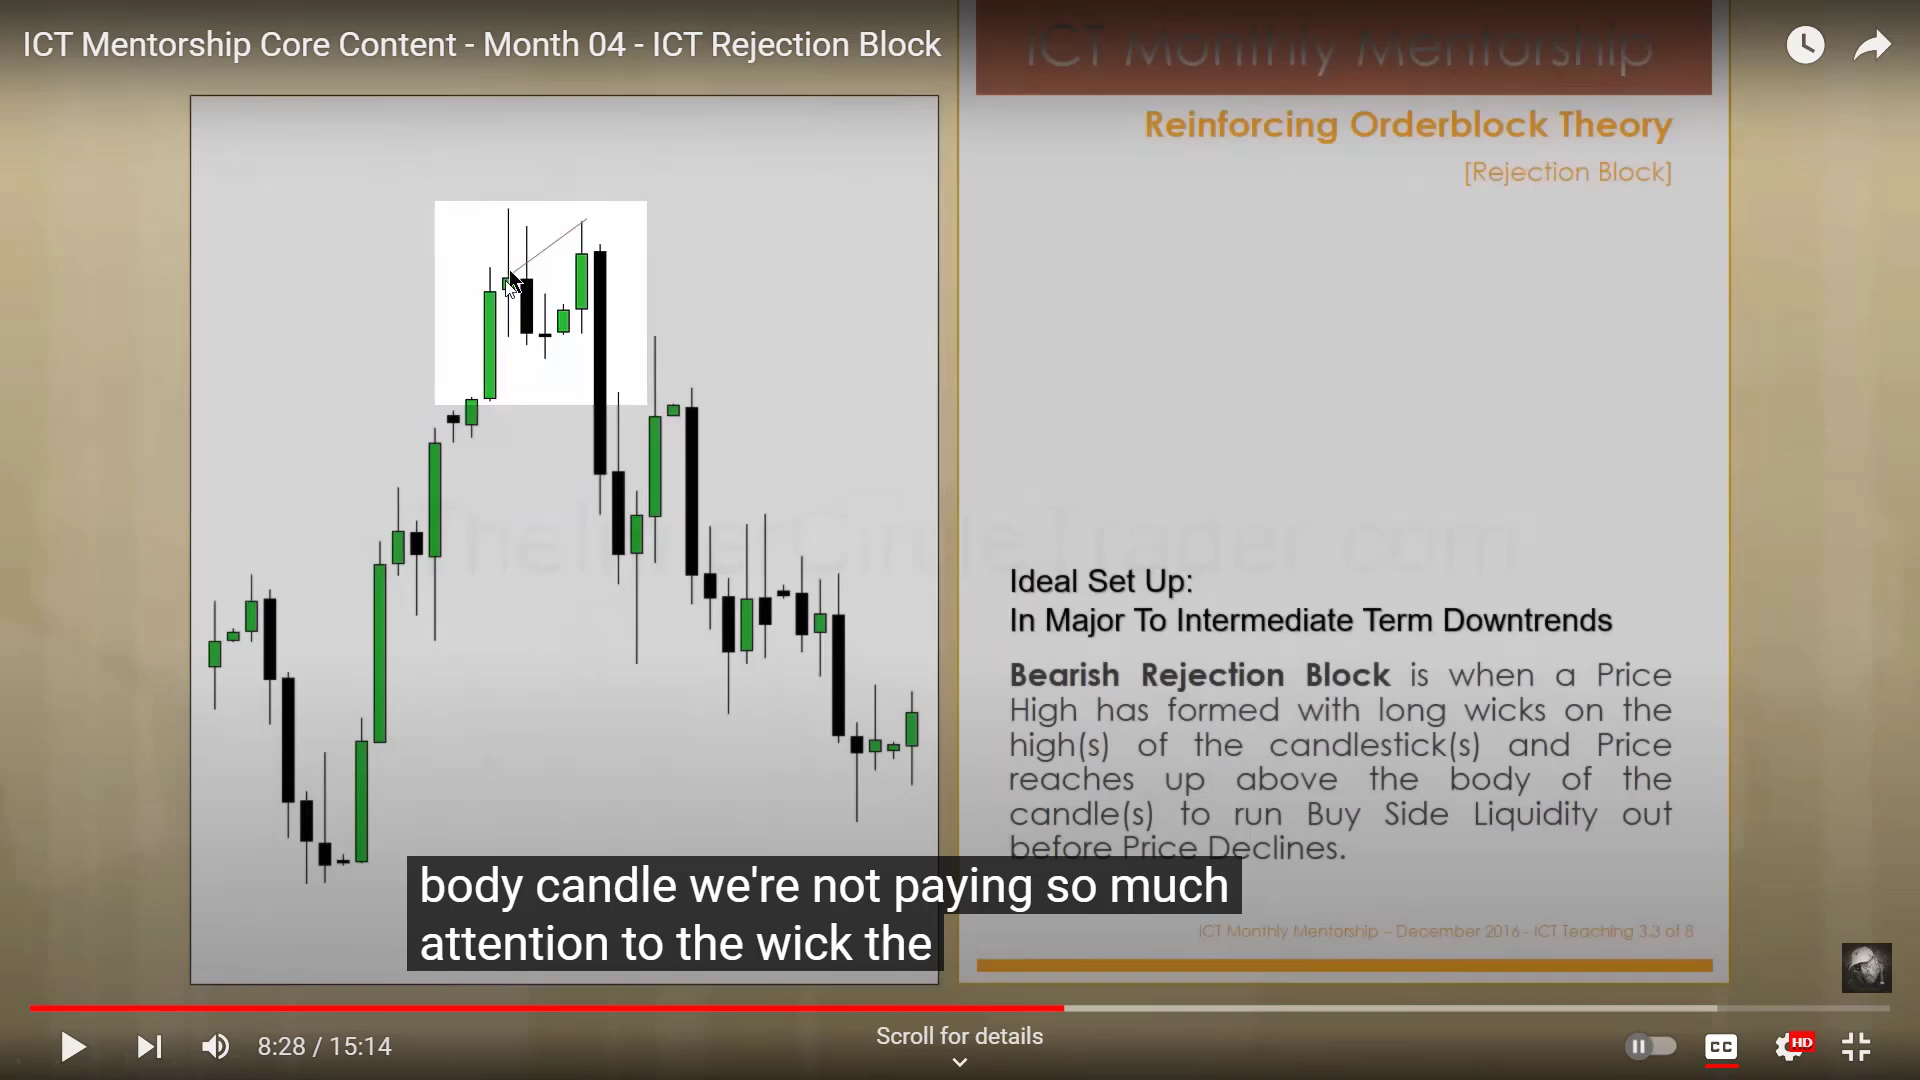 ICT Mentorship Core Content - Month 04 - ICT Rejection Block
ICT Monthly Mentorship
Reinforcing Orderblock Theory
[Rejection Block]
TheInnerCircleTrader.com
Ideal Set Up:
In Major To Intermediate Term Downtrends
Bearish Rejection Block is when a Price
High has formed with long wicks on the
high(s) of the candlestick(s) and Price
reaches up above the body of the
candle(s) to run Buy Side Liquidity out
before Price Declines.
body candle we're not paying so much
attention to the wick the
ICT Monthly Mentorship – December 2016 - ICT Teaching 3.3 of 8
8:28 / 15:14
Scroll for details
CC
HD